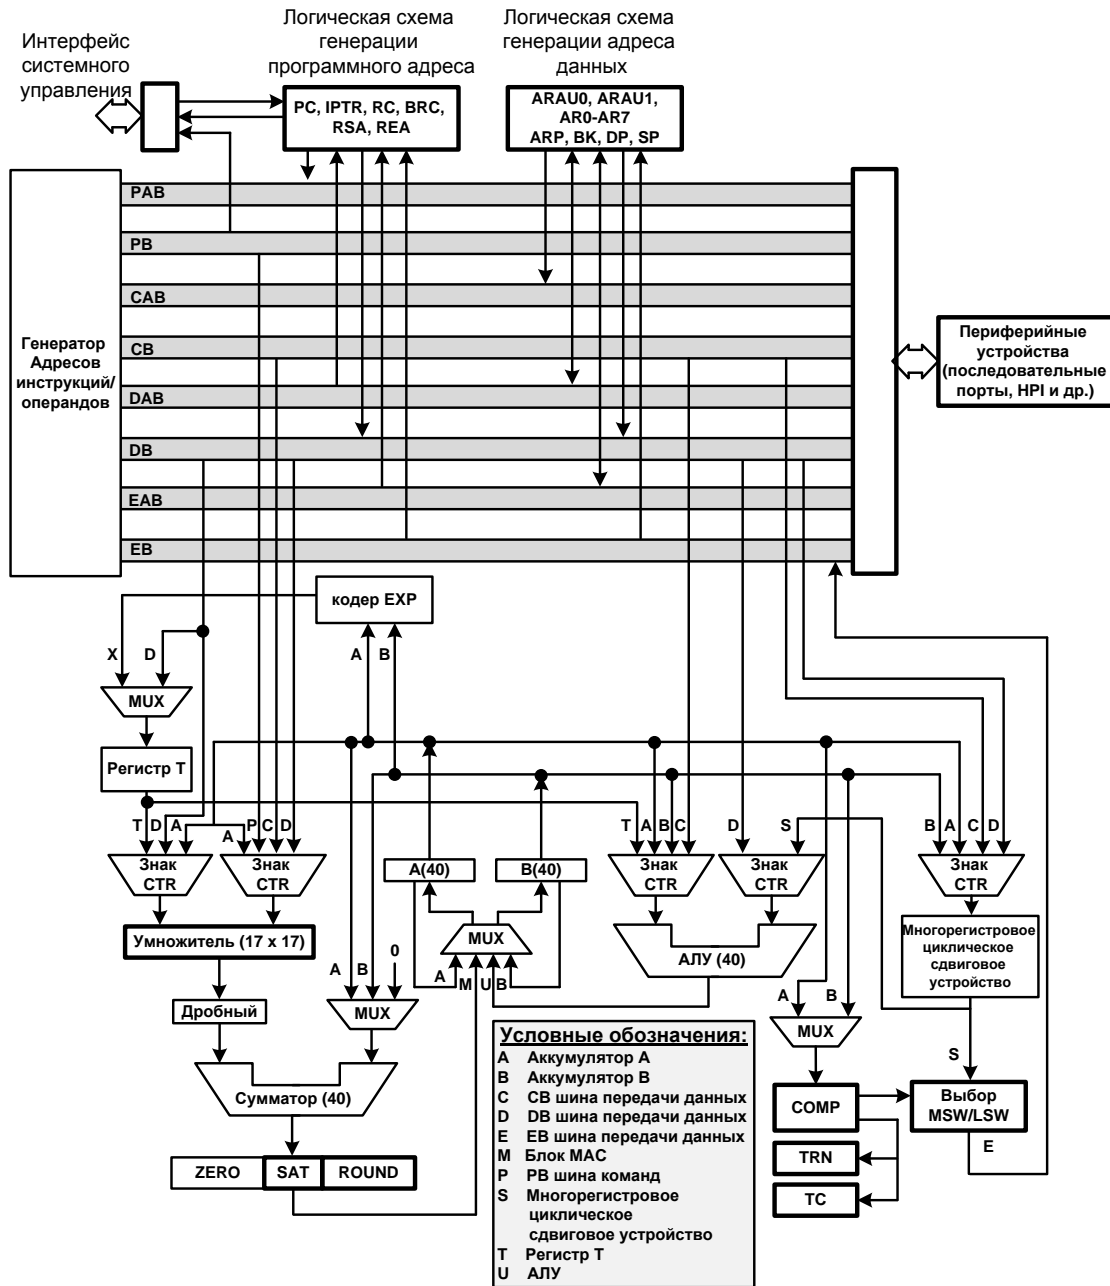 Интерфейс
системного
управления
Логическая схема
генерации
программного адреса
Логическая схема
генерации адреса
данных
PC, IPTR, RC, BRC,
RSA, REA
ARAU0, ARAU1,
AR0-AR7
ARP, BK, DP, SP
Генератор
Адресов
инструкций/
операндов
PAB
PB
CAB
CB
DAB
DB
EAB
EB
Периферийные
устройства
(последовательные
порты, HPI и др.)
кодер EXP
X
D
A
B
MUX
Регистр T
T
D
A
A
P
C
D
T
A
B
C
D
S
B
A
C
D
Знак
CTR
Знак
CTR
A(40)
B(40)
Знак
CTR
Знак
CTR
Знак
CTR
Умножитель (17 x 17)
MUX
АЛУ (40)
Многорегистровое
циклическое
сдвиговое
устройство
A
B
0
A
M
U
B
A
B
Дробный
MUX
MUX
Сумматор (40)
S
COMP
Выбор
MSW/LSW
E
TRN
TC
ZERO
SAT
ROUND
Условные обозначения:
A Аккумулятор А
B Аккумулятор В
C СВ шина передачи данных
D DB шина передачи данных
E ЕВ шина передачи данных
M Блок МАС
P РВ шина команд
S Многорегистровое
циклическое
сдвиговое устройство
T Регистр Т
U АЛУ